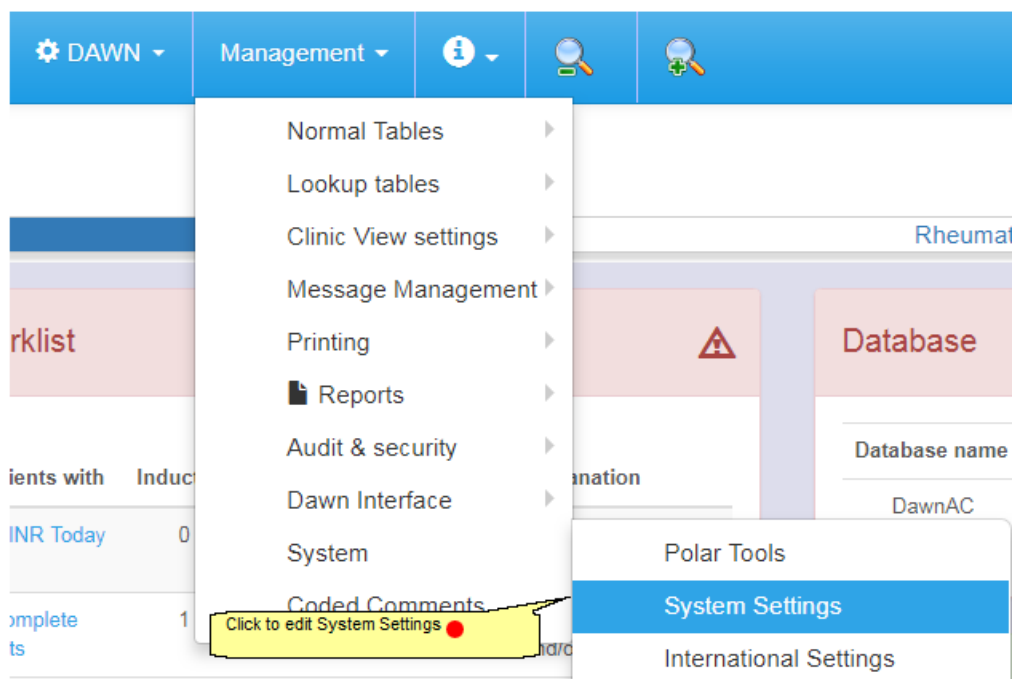 DAWN
Management
Normal Tables
Lookup tables
Clinic View settings
Message Management
Printing
Reports
Audit & security
Dawn Interface
System
Coded Comments
Click to edit System Settings
Polar Tools
System Settings
International Settings
Rheumat
rklist
Database
ients with Induct anation
Database name
INR Today 0
DawnAC
omplete 1
ts nd/d